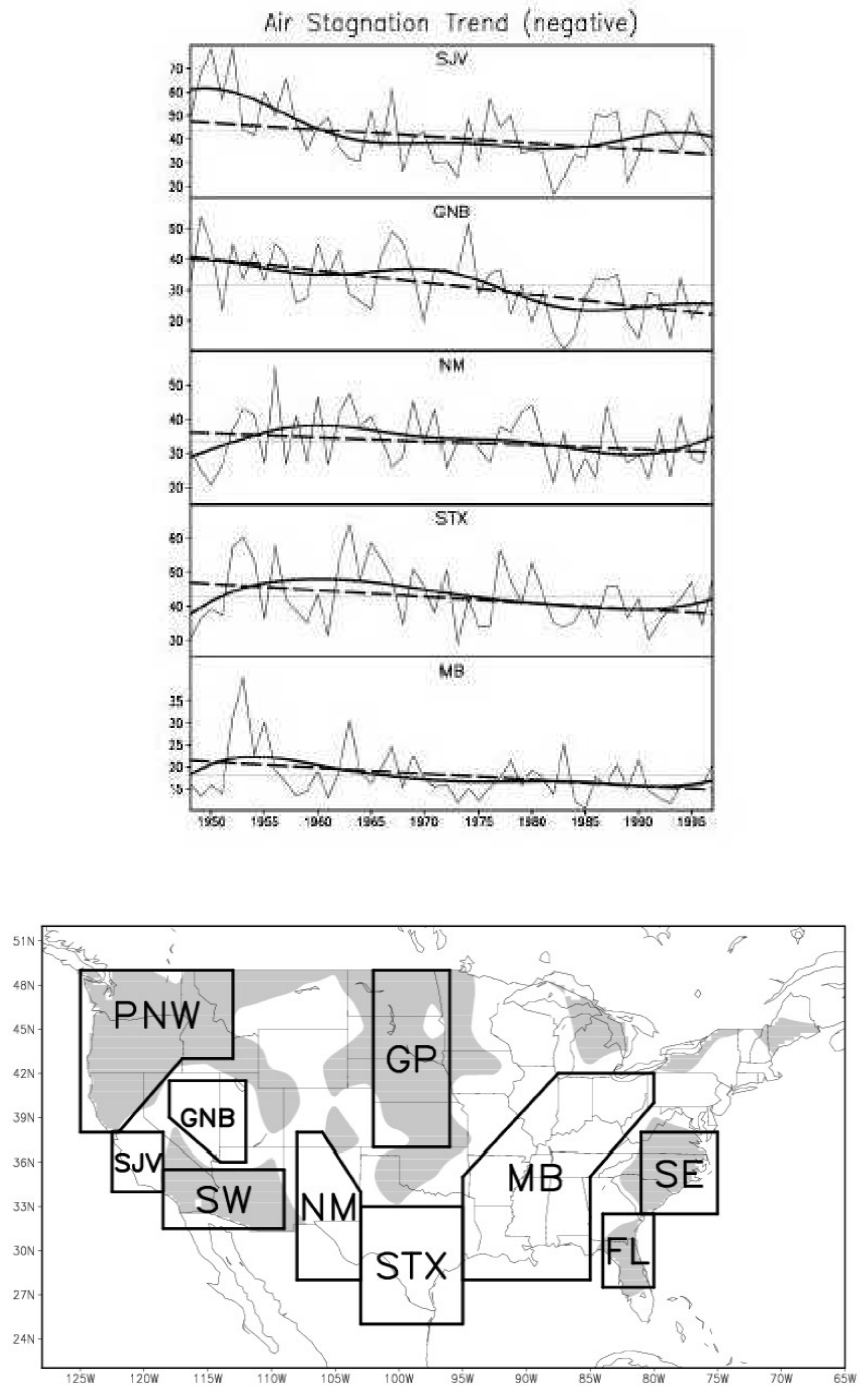 Air Stagnation Trend (negative)
SJV
70
60
50
40
30
20
GNB
50
40
30
20
NM
50
40
30
20
STX
60
50
40
30
MB
35
30
25
20
15
1950 1955 1960 1965 1970 1975 1980 1985 1990 1995
51N
48N
45N
42N
39N
36N
33N
30N
27N
24N
PNW
GP
GNB
SJV
SW
NM
MB
SE
STX
FL
125W 120W 115W 110W 105W 100W 95W 90W 85W 80W 75W 70W 65W